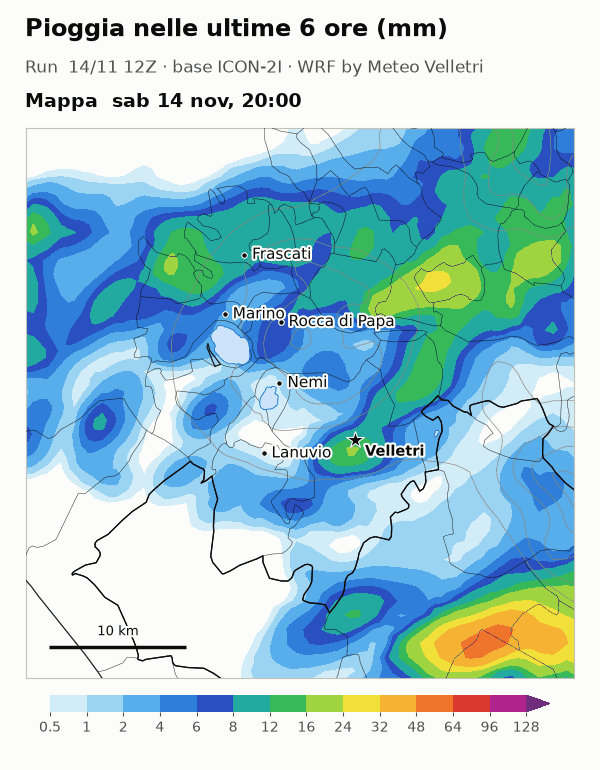 Pioggia nelle ultime 6 ore (mm)
Run  14/11 12Z · base ICON-2I · WRF by Meteo Velletri
Mappa  sab 14 nov, 20:00
Frascati
Marino
Rocca di Papa
Nemi
Velletri
Lanuvio
10 km
0.5 1 2 4 6 8 12 16 24 32 48 64 96 128